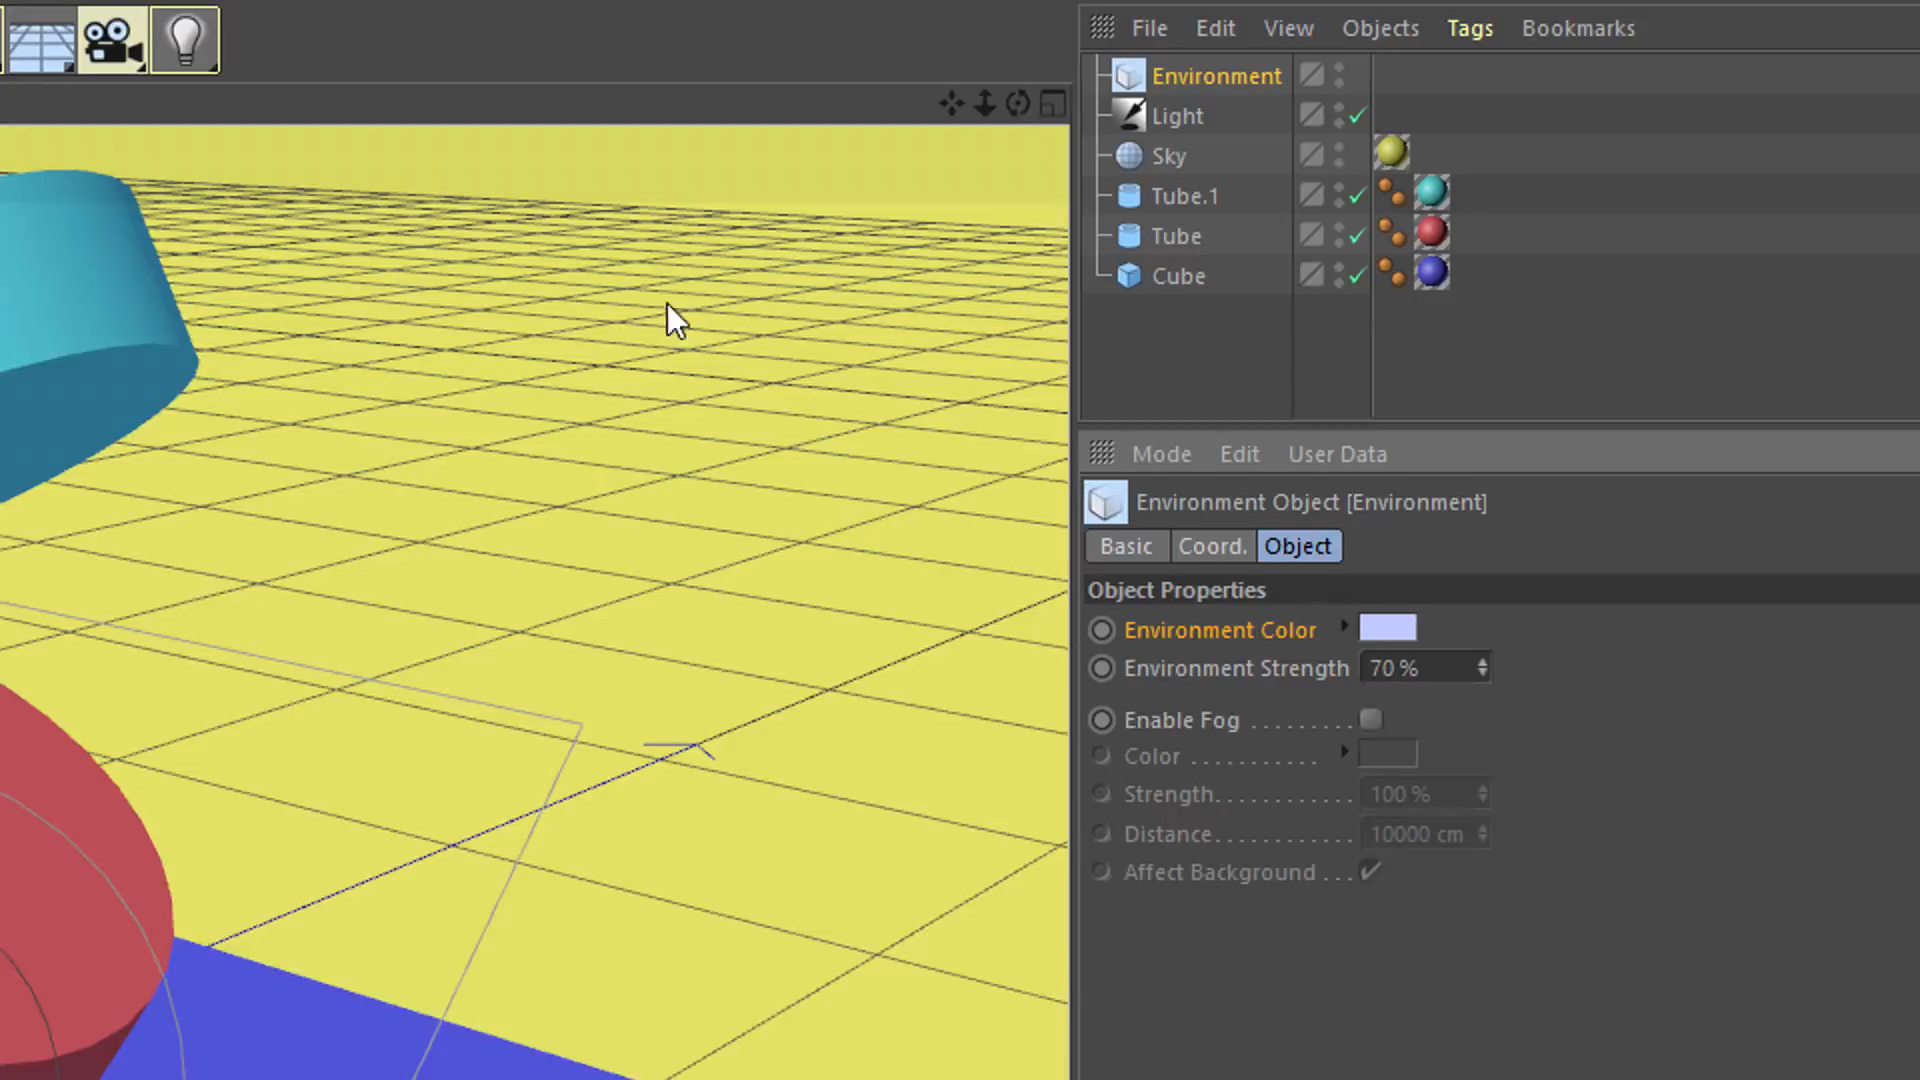 File Edit View Objects Tags Bookmarks
Environment
Light
Sky
Tube.1
Tube
Cube
Mode Edit User Data
Environment Object [Environment]
Basic Coord. Object
Object Properties
Environment Color
Environment Strength 70 %
Enable Fog . . . . . . . . .
Color . . . . . . . . . . .
Strength. . . . . . . . . . . . 100 %
Distance. . . . . . . . . . . . 10000 cm
Affect Background . . .